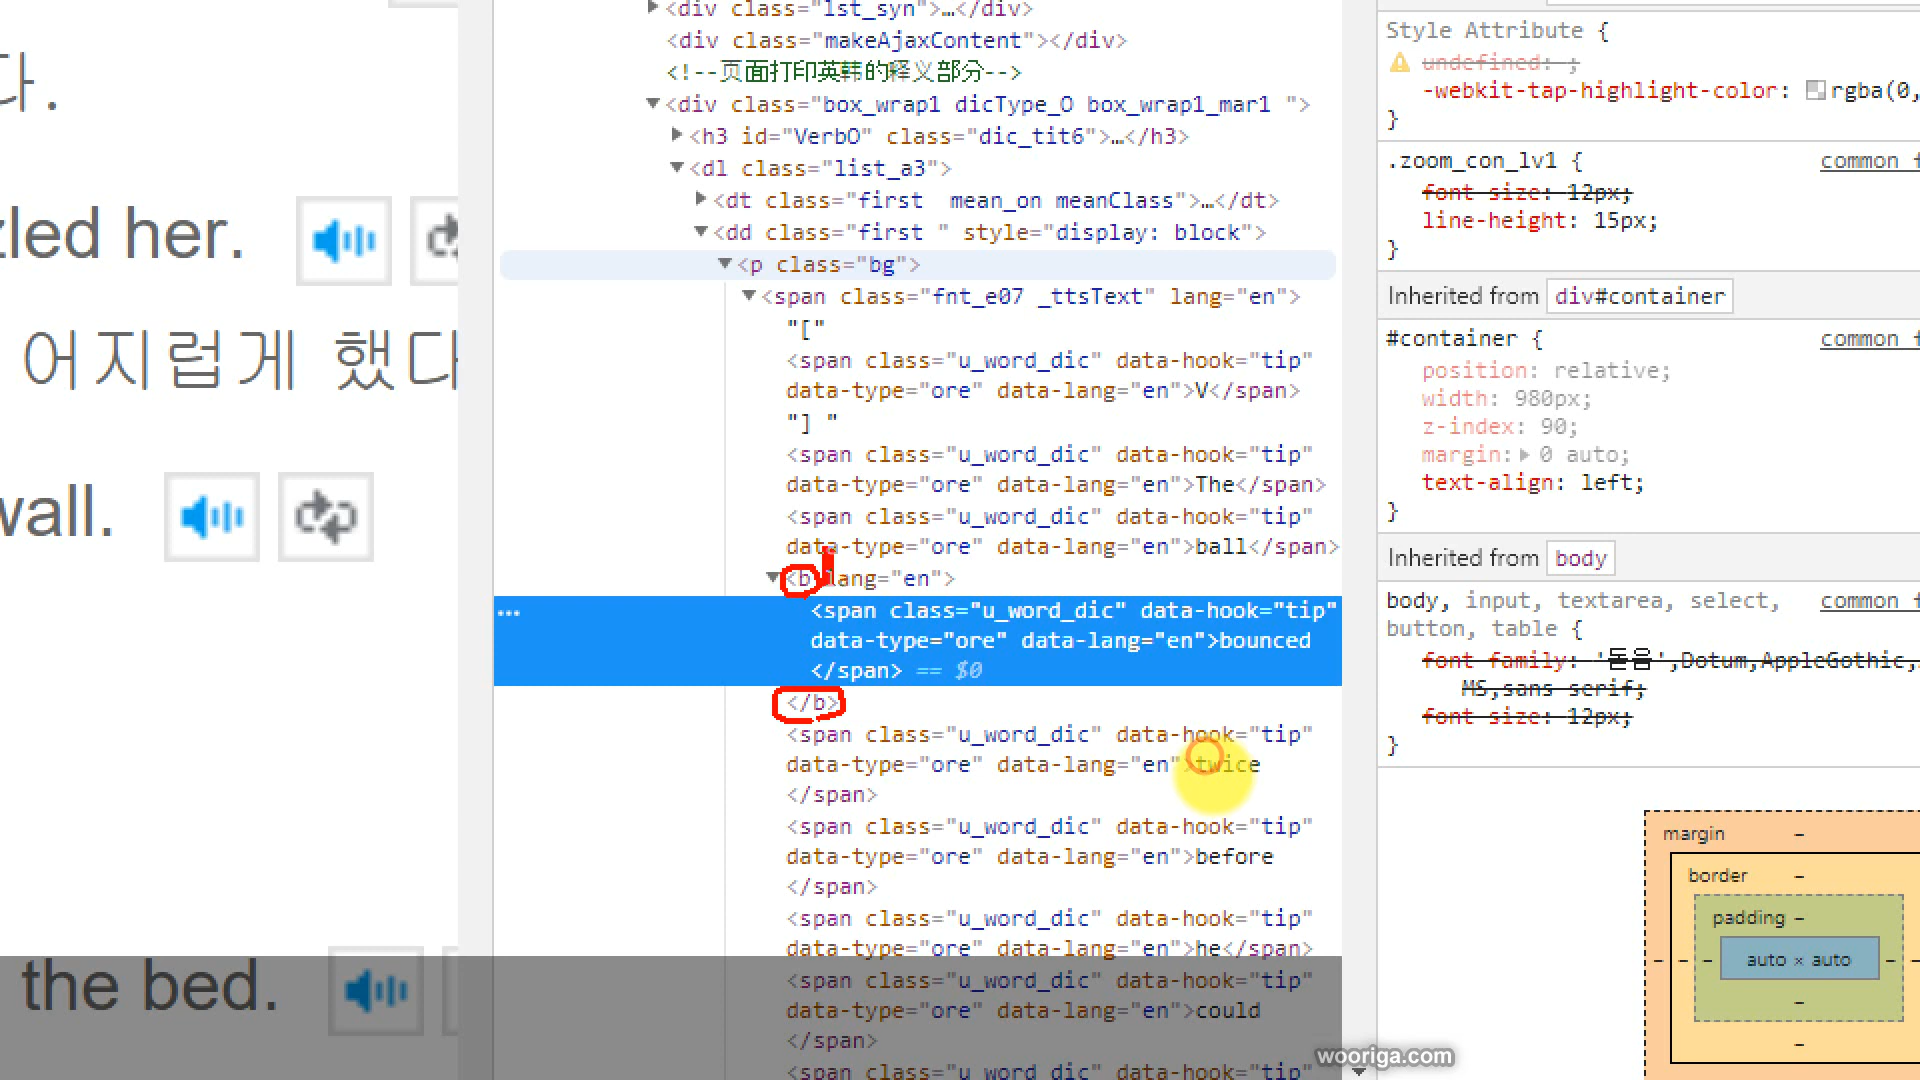 다.
zled her.
어지럽게 했다
wall.
the bed.
▶<div class="lst_syn">…</div>
<div class="makeAjaxContent"></div>
<!--页面打印英韩的释义部分-->
▼<div class="box_wrap1 dicType_O box_wrap1_mar1 ">
▶<h3 id="VerbO" class="dic_tit6">…</h3>
▼<dl class="list_a3">
▶<dt class="first  mean_on meanClass">…</dt>
▼<dd class="first " style="display: block">
▼<p class="bg">
▼<span class="fnt_e07 _ttsText" lang="en">
"["
<span class="u_word_dic" data-hook="tip"
data-type="ore" data-lang="en">V</span>
"] "
<span class="u_word_dic" data-hook="tip"
data-type="ore" data-lang="en">The</span>
<span class="u_word_dic" data-hook="tip"
data-type="ore" data-lang="en">ball</span>
▼<b lang="en">
<span class="u_word_dic" data-hook="tip"
data-type="ore" data-lang="en">bounced
</span> == $0
</b>
<span class="u_word_dic" data-hook="tip"
data-type="ore" data-lang="en">twice
</span>
<span class="u_word_dic" data-hook="tip"
data-type="ore" data-lang="en">before
</span>
<span class="u_word_dic" data-hook="tip"
data-type="ore" data-lang="en">he</span>
<span class="u_word_dic" data-hook="tip"
data-type="ore" data-lang="en">could
</span>
<span class="u_word_dic" data-hook="tip"
Style Attribute {
undefined: ;
-webkit-tap-highlight-color: rgba(0,
}
.zoom_con_lv1 {
common f
font-size: 12px;
line-height: 15px;
}
Inherited from div#container
#container {
common f
position: relative;
width: 980px;
z-index: 90;
margin:▶ 0 auto;
text-align: left;
}
Inherited from body
body, input, textarea, select,
common f
button, table {
font-family: '돋움',Dotum,AppleGothic,
MS,sans-serif;
font-size: 12px;
}
margin –
border –
padding –
– – – auto × auto – –
–
–
wooriga.com